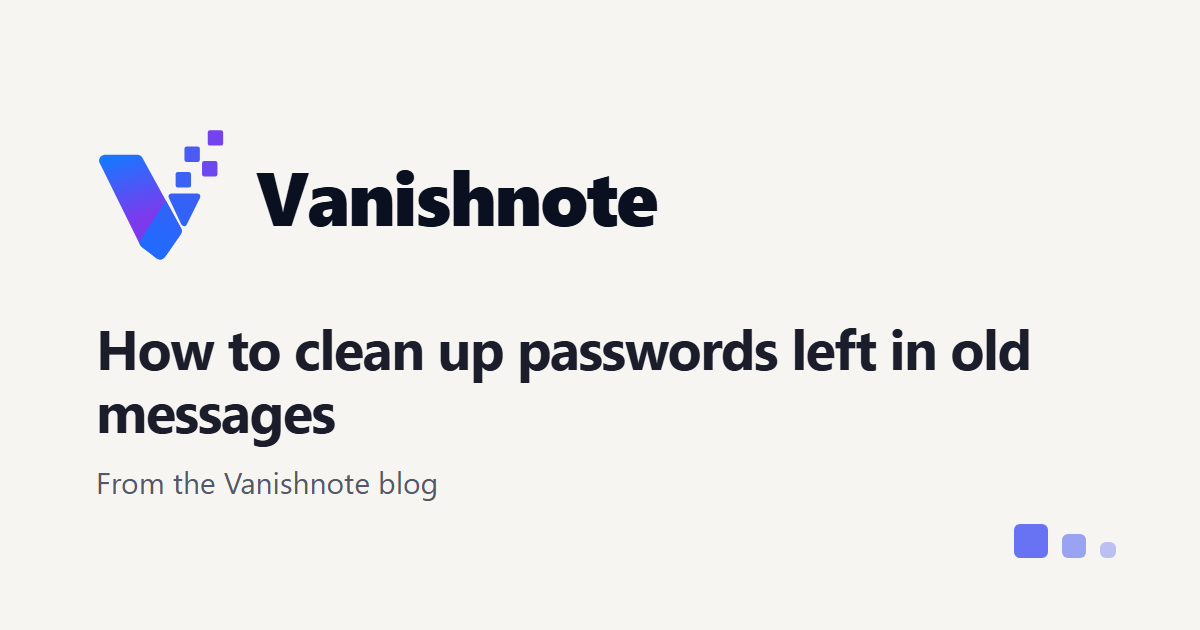 Vanishnote
How to clean up passwords left in old
messages
From the Vanishnote blog